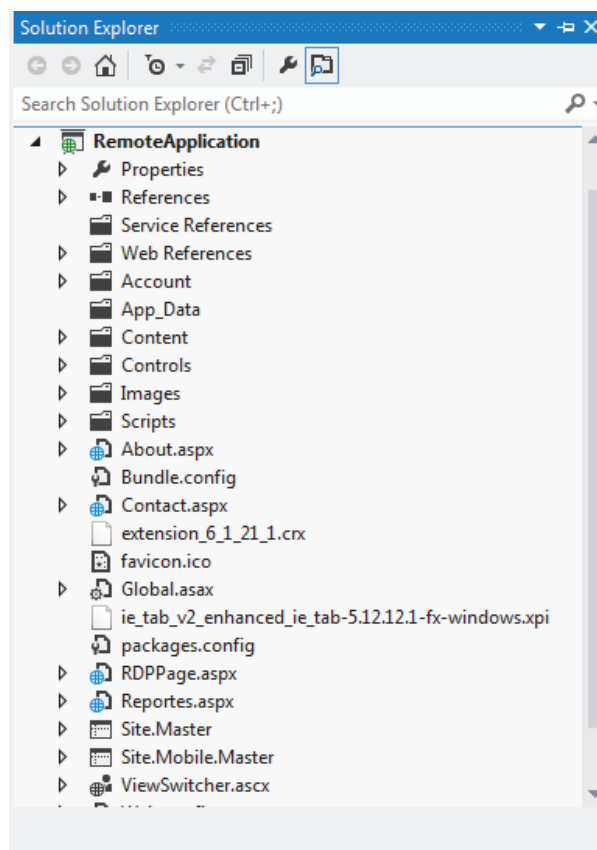 Solution Explorer
Search Solution Explorer (Ctrl+;)
RemoteApplication
Properties
References
Service References
Web References
Account
App_Data
Content
Controls
Images
Scripts
About.aspx
Bundle.config
Contact.aspx
extension_6_1_21_1.crx
favicon.ico
Global.asax
ie_tab_v2_enhanced_ie_tab-5.12.12.1-fx-windows.xpi
packages.config
RDPPage.aspx
Reportes.aspx
Site.Master
Site.Mobile.Master
ViewSwitcher.ascx